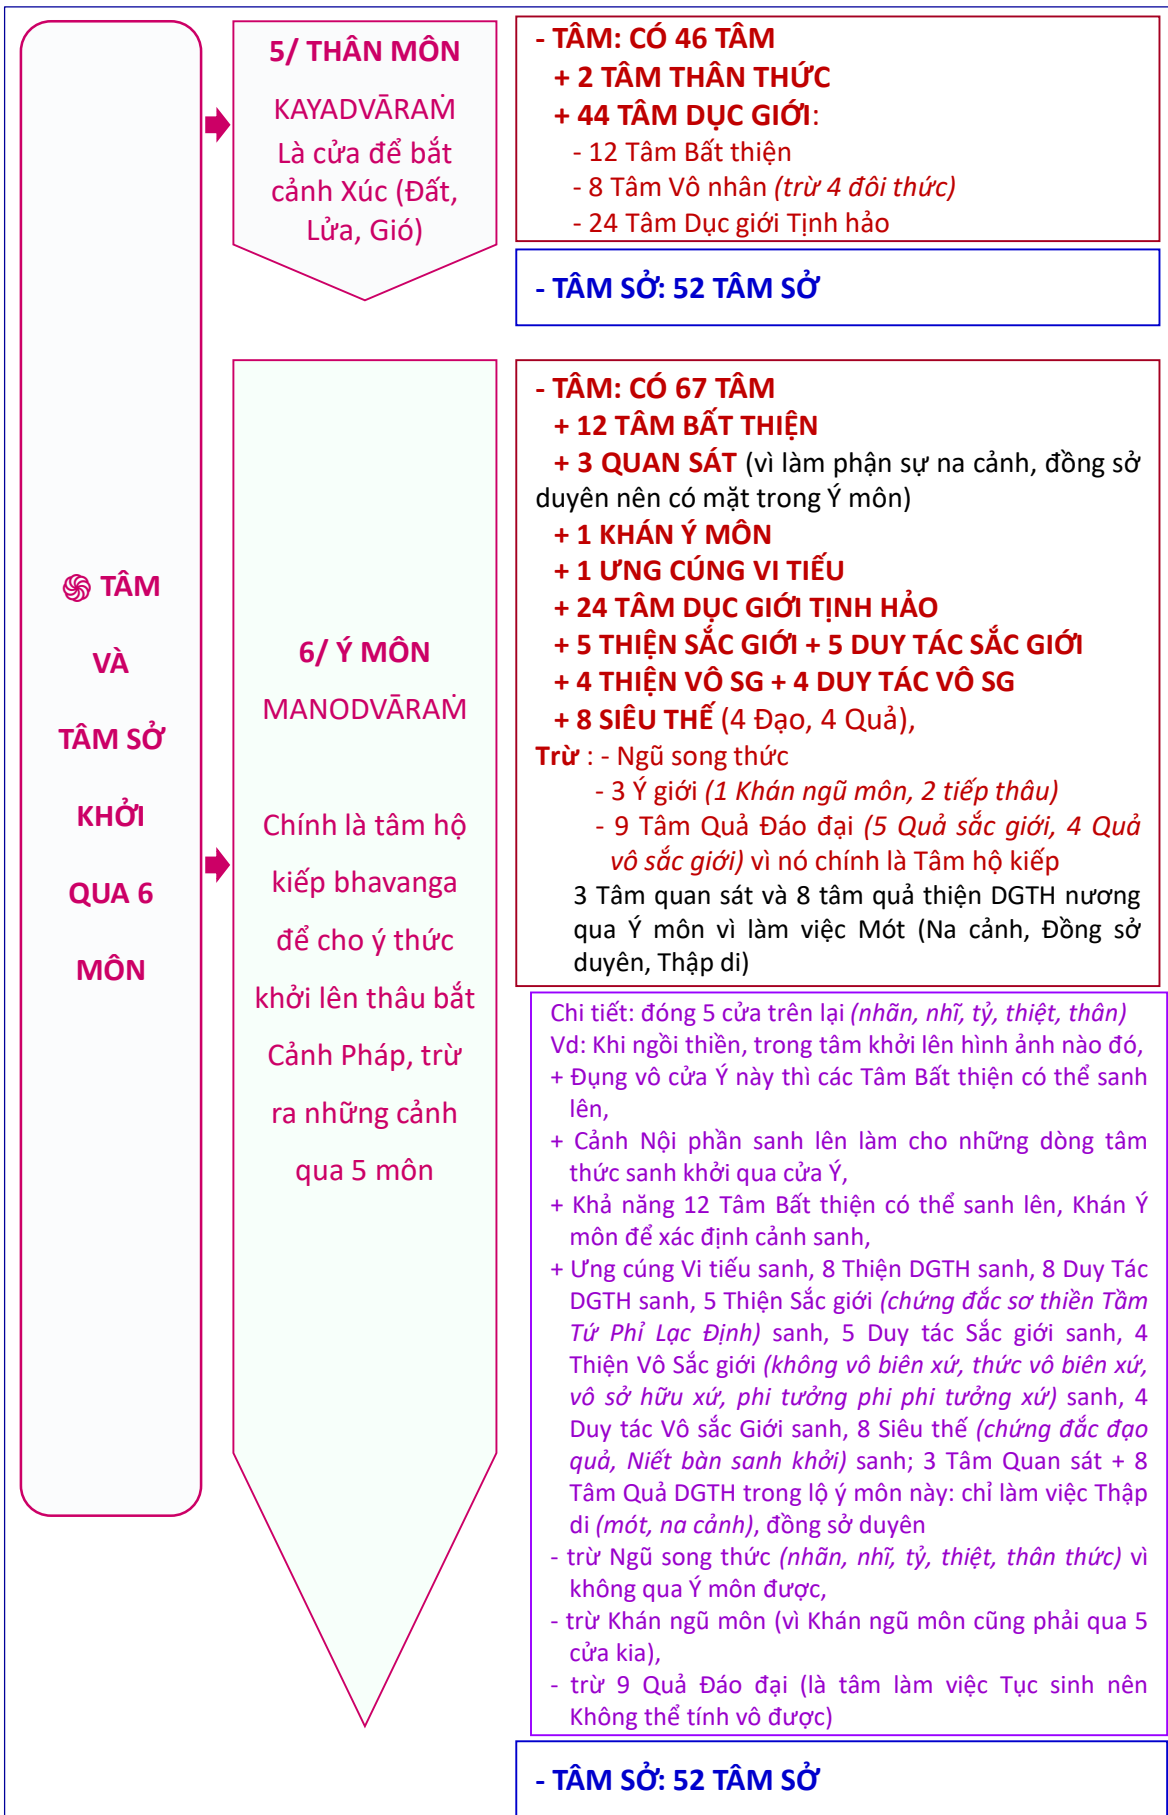 TÂM
VÀ
TÂM SỞ
KHỞI
QUA 6
MÔN
5/ THÂN MÔN
KAYADVĀRAṀ
Là cửa để bắt
cảnh Xúc (Đất,
Lửa, Gió)
- TÂM: CÓ 46 TÂM
+ 2 TÂM THÂN THỨC
+ 44 TÂM DỤC GIỚI:
- 12 Tâm Bất thiện
- 8 Tâm Vô nhân (trừ 4 đôi thức)
- 24 Tâm Dục giới Tịnh hảo
- TÂM SỞ: 52 TÂM SỞ
6/ Ý MÔN
MANODVĀRAṀ
Chính là tâm hộ
kiếp bhavanga
để cho ý thức
khởi lên thâu bắt
Cảnh Pháp, trừ
ra những cảnh
qua 5 môn
- TÂM: CÓ 67 TÂM
+ 12 TÂM BẤT THIỆN
+ 3 QUAN SÁT (vì làm phận sự na cảnh, đồng sở
duyên nên có mặt trong Ý môn)
+ 1 KHÁN Ý MÔN
+ 1 ƯNG CÚNG VI TIẾU
+ 24 TÂM DỤC GIỚI TỊNH HẢO
+ 5 THIỆN SẮC GIỚI + 5 DUY TÁC SẮC GIỚI
+ 4 THIỆN VÔ SG + 4 DUY TÁC VÔ SG
+ 8 SIÊU THẾ (4 Đạo, 4 Quả),
Trừ : - Ngũ song thức
- 3 Ý giới (1 Khán ngũ môn, 2 tiếp thâu)
- 9 Tâm Quả Đáo đại (5 Quả sắc giới, 4 Quả
vô sắc giới) vì nó chính là Tâm hộ kiếp
3 Tâm quan sát và 8 tâm quả thiện DGTH nương
qua Ý môn vì làm việc Mót (Na cảnh, Đồng sở
duyên, Thập di)
Chi tiết: đóng 5 cửa trên lại (nhãn, nhĩ, tỷ, thiệt, thân)
Vd: Khi ngồi thiền, trong tâm khởi lên hình ảnh nào đó,
+ Đụng vô cửa Ý này thì các Tâm Bất thiện có thể sanh
lên,
+ Cảnh Nội phần sanh lên làm cho những dòng tâm
thức sanh khởi qua cửa Ý,
+ Khả năng 12 Tâm Bất thiện có thể sanh lên, Khán Ý
môn để xác định cảnh sanh,
+ Ưng cúng Vi tiếu sanh, 8 Thiện DGTH sanh, 8 Duy Tác
DGTH sanh, 5 Thiện Sắc giới (chứng đắc sơ thiền Tầm
Tứ Phỉ Lạc Định) sanh, 5 Duy tác Sắc giới sanh, 4
Thiện Vô Sắc giới (không vô biên xứ, thức vô biên xứ,
vô sở hữu xứ, phi tưởng phi phi tưởng xứ) sanh, 4
Duy tác Vô sắc Giới sanh, 8 Siêu thế (chứng đắc đạo
quả, Niết bàn sanh khởi) sanh; 3 Tâm Quan sát + 8
Tâm Quả DGTH trong lộ ý môn này: chỉ làm việc Thập
di (mót, na cảnh), đồng sở duyên
- trừ Ngũ song thức (nhãn, nhĩ, tỷ, thiệt, thân thức) vì
không qua Ý môn được,
- trừ Khán ngũ môn (vì Khán ngũ môn cũng phải qua 5
cửa kia),
- trừ 9 Quả Đáo đại (là tâm làm việc Tục sinh nên
Không thể tính vô được)
- TÂM SỞ: 52 TÂM SỞ